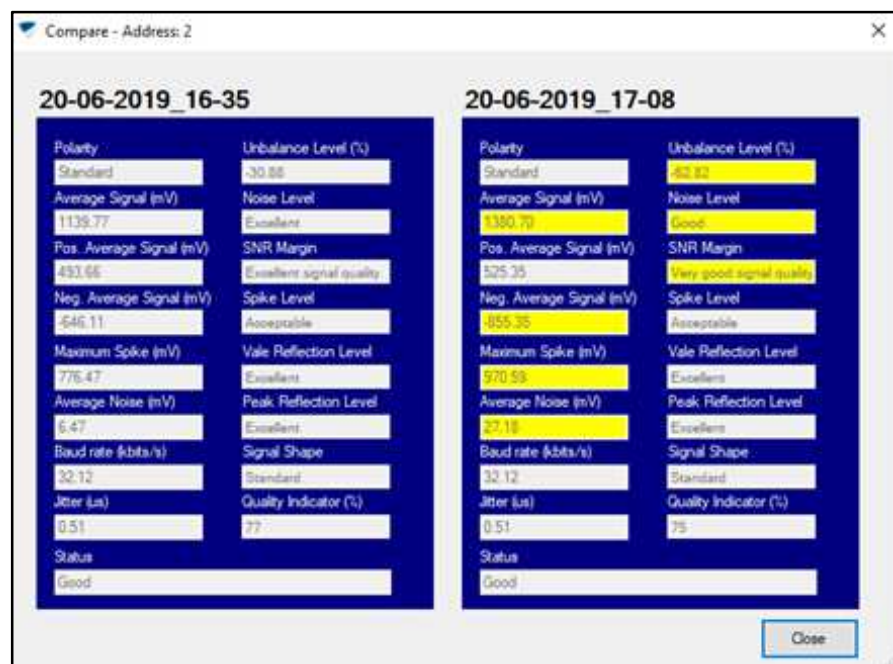 Compare - Address: 2
20-06-2019_16-35
Polarity
Unbalance Level (%)
Standard
-30.88
Average Signal (mV)
Noise Level
1139.77
Excellent
Pos. Average Signal (mV)
SNR Margin
493.66
Excellent signal quality
Neg. Average Signal (mV)
Spike Level
-646.11
Acceptable
Maximum Spike (mV)
Vale Reflection Level
776.47
Excellent
Average Noise (mV)
Peak Reflection Level
6.47
Excellent
Baud rate (kbits/s)
Signal Shape
32.12
Standard
Jitter (us)
Quality Indicator (%)
0.51
77
Status
Good
20-06-2019_17-08
Polarity
Unbalance Level (%)
Standard
-62.82
Average Signal (mV)
Noise Level
1380.70
Good
Pos. Average Signal (mV)
SNR Margin
525.35
Very good signal quality
Neg. Average Signal (mV)
Spike Level
-855.35
Acceptable
Maximum Spike (mV)
Vale Reflection Level
970.59
Excellent
Average Noise (mV)
Peak Reflection Level
27.18
Excellent
Baud rate (kbits/s)
Signal Shape
32.12
Standard
Jitter (us)
Quality Indicator (%)
0.51
75
Status
Good
Close